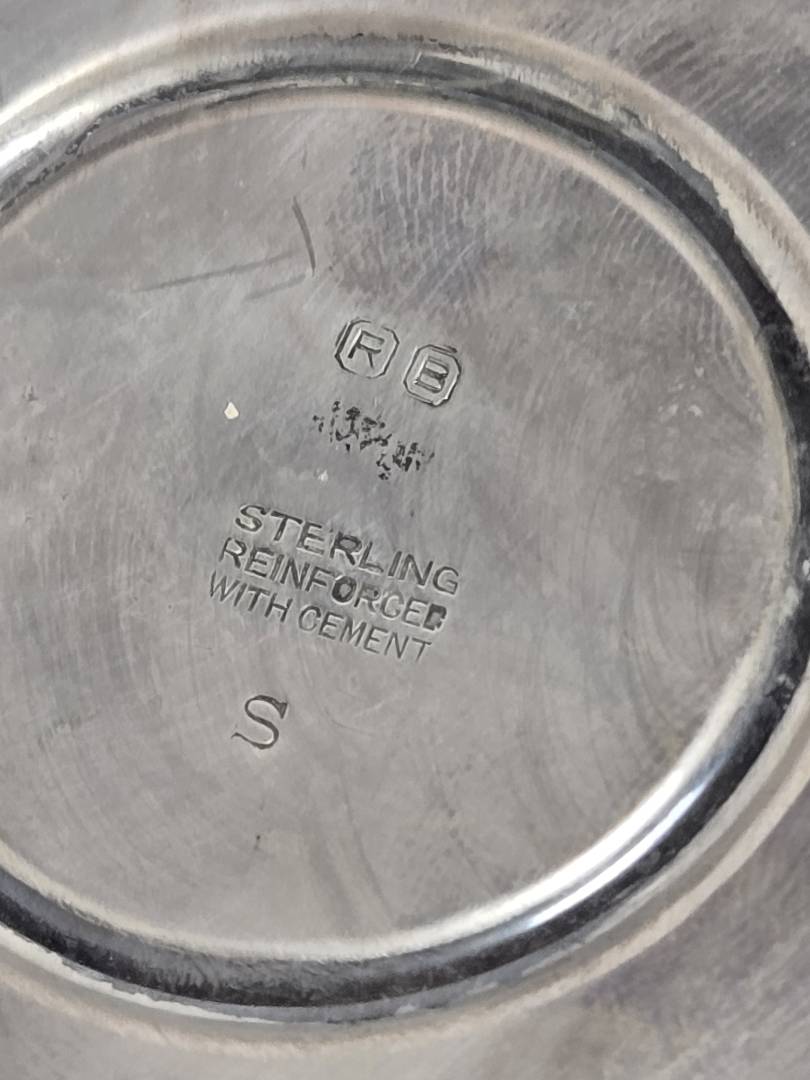 R B
STERLING
REINFORCED
WITH CEMENT
S